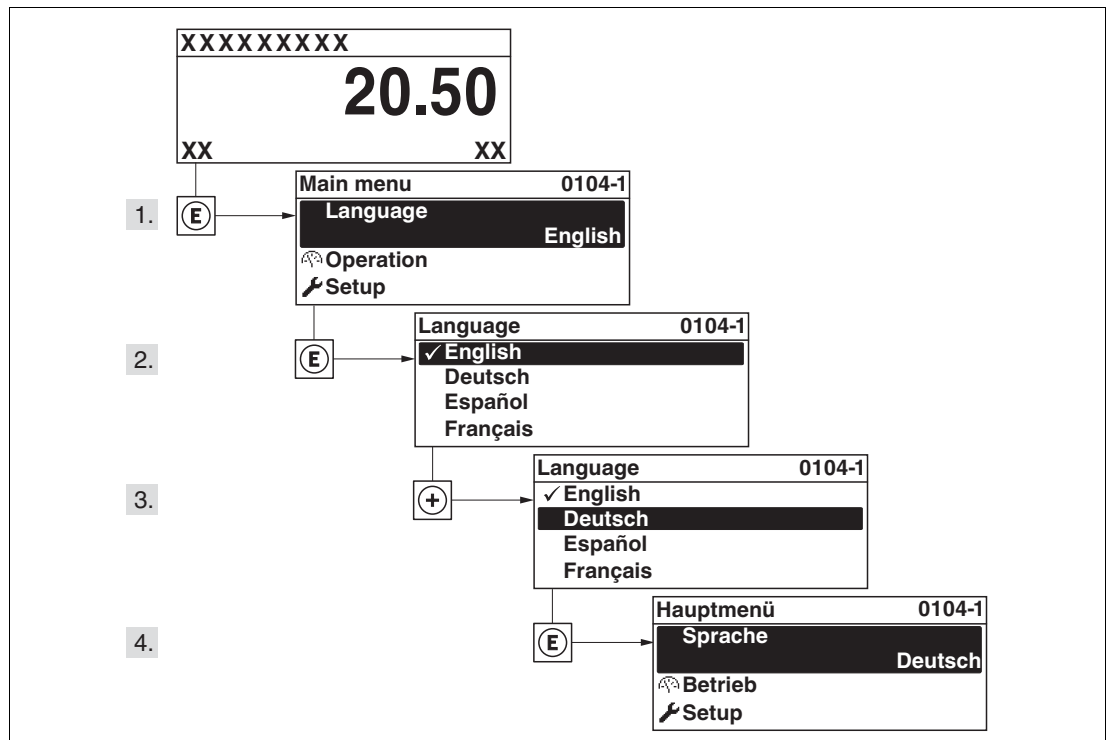 XXXXXXXXX
20.50
XX XX
1. E
Main menu 0104-1
Language
English
Operation
Setup
2. E
Language 0104-1
✓ English
Deutsch
Español
Français
3. +
Language 0104-1
✓ English
Deutsch
Español
Français
4. E
Hauptmenü 0104-1
Sprache
Deutsch
Betrieb
Setup